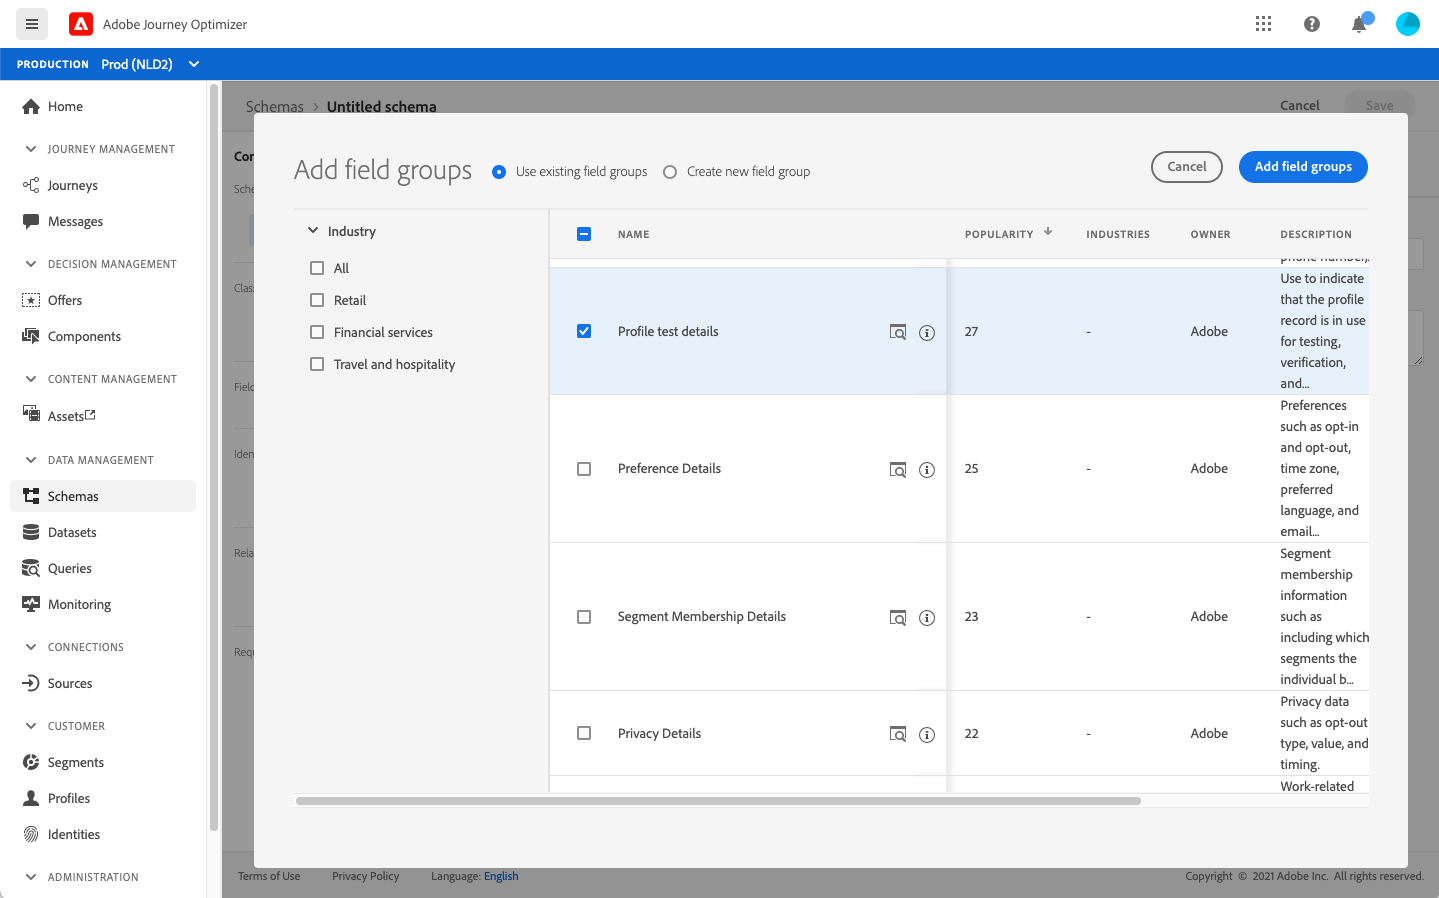 Adobe Journey Optimizer
PRODUCTION Prod (NLD2)
Home
JOURNEY MANAGEMENT
Journeys
Messages
DECISION MANAGEMENT
Offers
Components
CONTENT MANAGEMENT
Assets
DATA MANAGEMENT
Schemas
Datasets
Queries
Monitoring
CONNECTIONS
Sources
CUSTOMER
Segments
Profiles
Identities
ADMINISTRATION
Schemas > Untitled schema
Cancel
Save
Add field groups
Use existing field groups
Create new field group
Cancel
Add field groups
Industry
All
Retail
Financial services
Travel and hospitality
NAME POPULARITY INDUSTRIES OWNER DESCRIPTION
phone number,
Profile test details 27 - Adobe
Use to indicate
that the profile
record is in use
for testing,
verification,
and...
Preference Details 25 - Adobe
Preferences
such as opt-in
and opt-out,
time zone,
preferred
language, and
email...
Segment Membership Details 23 - Adobe
Segment
membership
information
such as
including which
segments the
individual b...
Privacy Details 22 - Adobe
Privacy data
such as opt-out
type, value, and
timing.
Work-related
Terms of Use
Privacy Policy
Language: English
Copyright © 2021 Adobe Inc. All rights reserved.